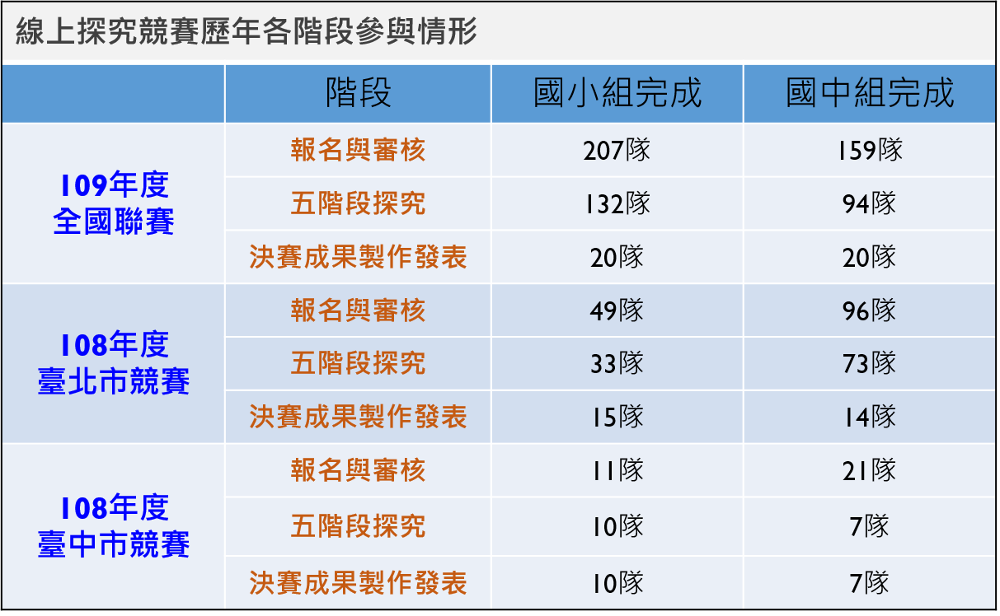 線上探究競賽歷年各階段參與情形
階段 國小組完成 國中組完成
109年度
全國聯賽
報名與審核 207隊 159隊
五階段探究 132隊 94隊
決賽成果製作發表 20隊 20隊
108年度
臺北市競賽
報名與審核 49隊 96隊
五階段探究 33隊 73隊
決賽成果製作發表 15隊 14隊
108年度
臺中市競賽
報名與審核 11隊 21隊
五階段探究 10隊 7隊
決賽成果製作發表 10隊 7隊